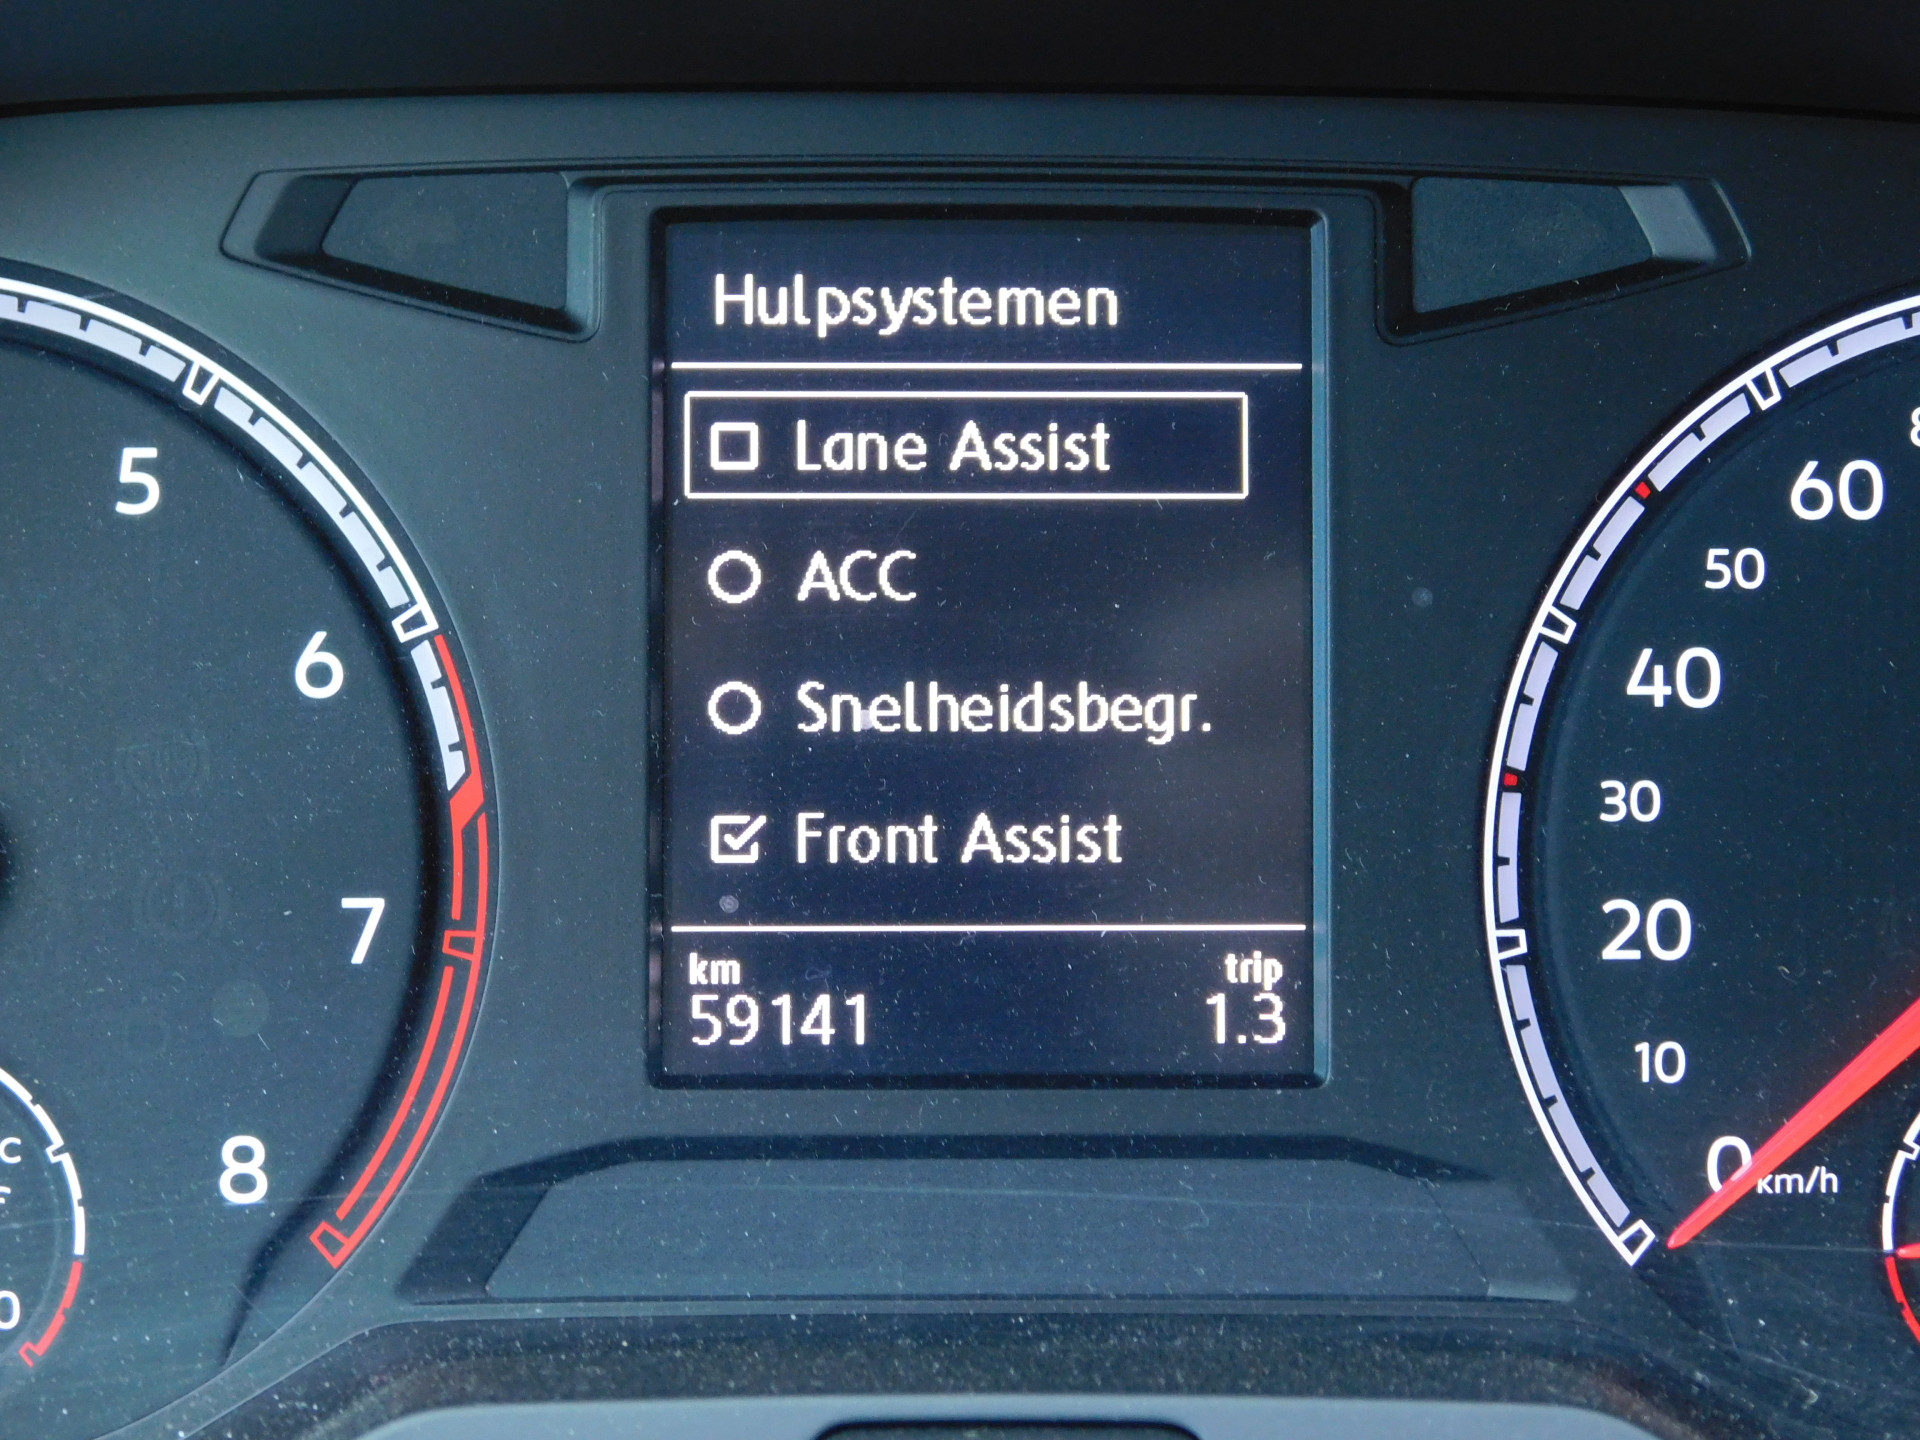 Hulpsystemen
Lane Assist
ACC
Snelheidsbegr.
Front Assist
km
trip
59141
1.3
5
6
7
8
60
50
40
30
20
10
0 km/h